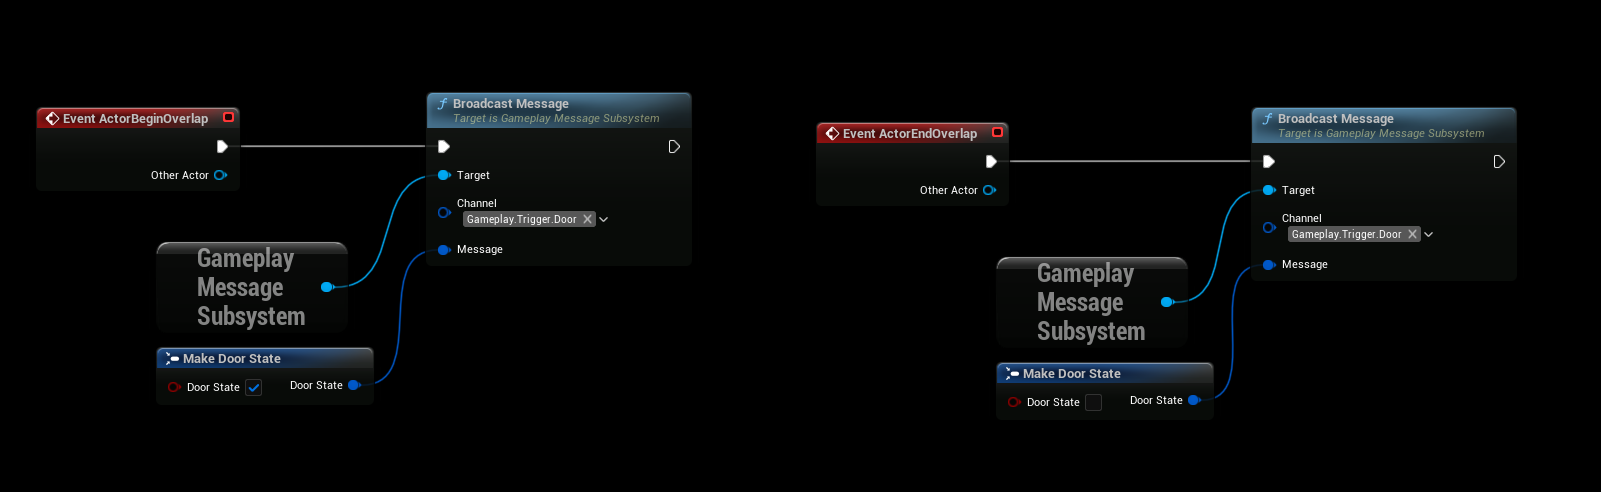 Event ActorBeginOverlap
Other Actor
Broadcast Message
Target is Gameplay Message Subsystem
Target
Channel
Gameplay.Trigger.Door
Message
Gameplay
Message
Subsystem
Make Door State
Door State
Door State
Event ActorEndOverlap
Other Actor
Broadcast Message
Target is Gameplay Message Subsystem
Target
Channel
Gameplay.Trigger.Door
Message
Gameplay
Message
Subsystem
Make Door State
Door State
Door State